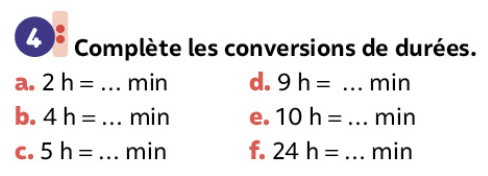 4 Complète les conversions de durées.
a. 2 h = ... min
b. 4 h = ... min
c. 5 h = ... min
d. 9 h = ... min
e. 10 h = ... min
f. 24 h = ... min